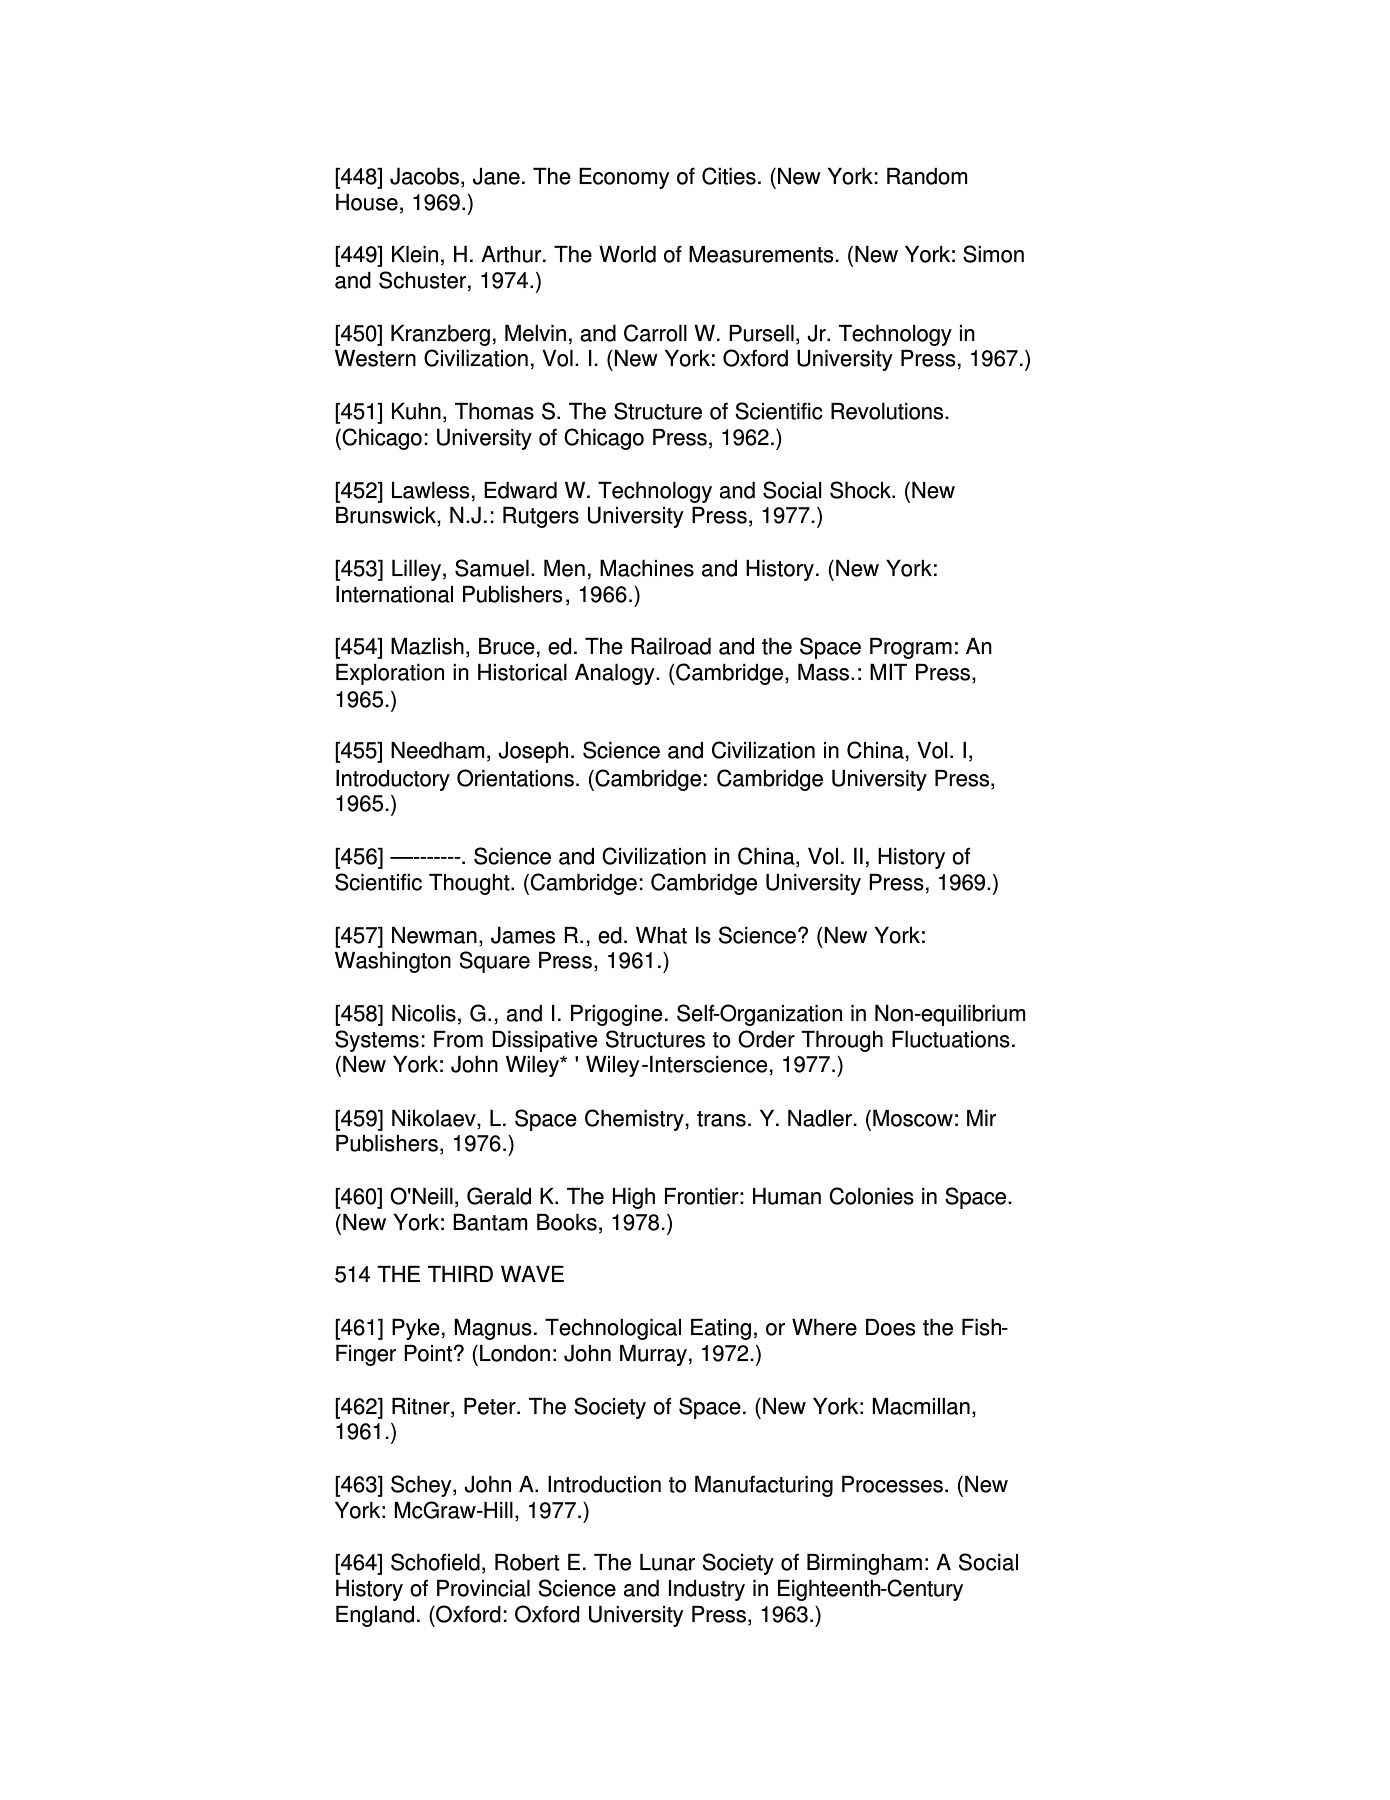 [448] Jacobs, Jane. The Economy of Cities. (New York: Random
House, 1969.)
[449] Klein, H. Arthur. The World of Measurements. (New York: Simon
and Schuster, 1974.)
[450] Kranzberg, Melvin, and Carroll W. Pursell, Jr. Technology in
Western Civilization, Vol. I. (New York: Oxford University Press, 1967.)
[451] Kuhn, Thomas S. The Structure of Scientific Revolutions.
(Chicago: University of Chicago Press, 1962.)
[452] Lawless, Edward W. Technology and Social Shock. (New
Brunswick, N.J.: Rutgers University Press, 1977.)
[453] Lilley, Samuel. Men, Machines and History. (New York:
International Publishers, 1966.)
[454] Mazlish, Bruce, ed. The Railroad and the Space Program: An
Exploration in Historical Analogy. (Cambridge, Mass.: MIT Press,
1965.)
[455] Needham, Joseph. Science and Civilization in China, Vol. I,
Introductory Orientations. (Cambridge: Cambridge University Press,
1965.)
[456] —-------. Science and Civilization in China, Vol. II, History of
Scientific Thought. (Cambridge: Cambridge University Press, 1969.)
[457] Newman, James R., ed. What Is Science? (New York:
Washington Square Press, 1961.)
[458] Nicolis, G., and I. Prigogine. Self-Organization in Non-equilibrium
Systems: From Dissipative Structures to Order Through Fluctuations.
(New York: John Wiley* ' Wiley-Interscience, 1977.)
[459] Nikolaev, L. Space Chemistry, trans. Y. Nadler. (Moscow: Mir
Publishers, 1976.)
[460] O'Neill, Gerald K. The High Frontier: Human Colonies in Space.
(New York: Bantam Books, 1978.)
514 THE THIRD WAVE
[461] Pyke, Magnus. Technological Eating, or Where Does the Fish-
Finger Point? (London: John Murray, 1972.)
[462] Ritner, Peter. The Society of Space. (New York: Macmillan,
1961.)
[463] Schey, John A. Introduction to Manufacturing Processes. (New
York: McGraw-Hill, 1977.)
[464] Schofield, Robert E. The Lunar Society of Birmingham: A Social
History of Provincial Science and Industry in Eighteenth-Century
England. (Oxford: Oxford University Press, 1963.)